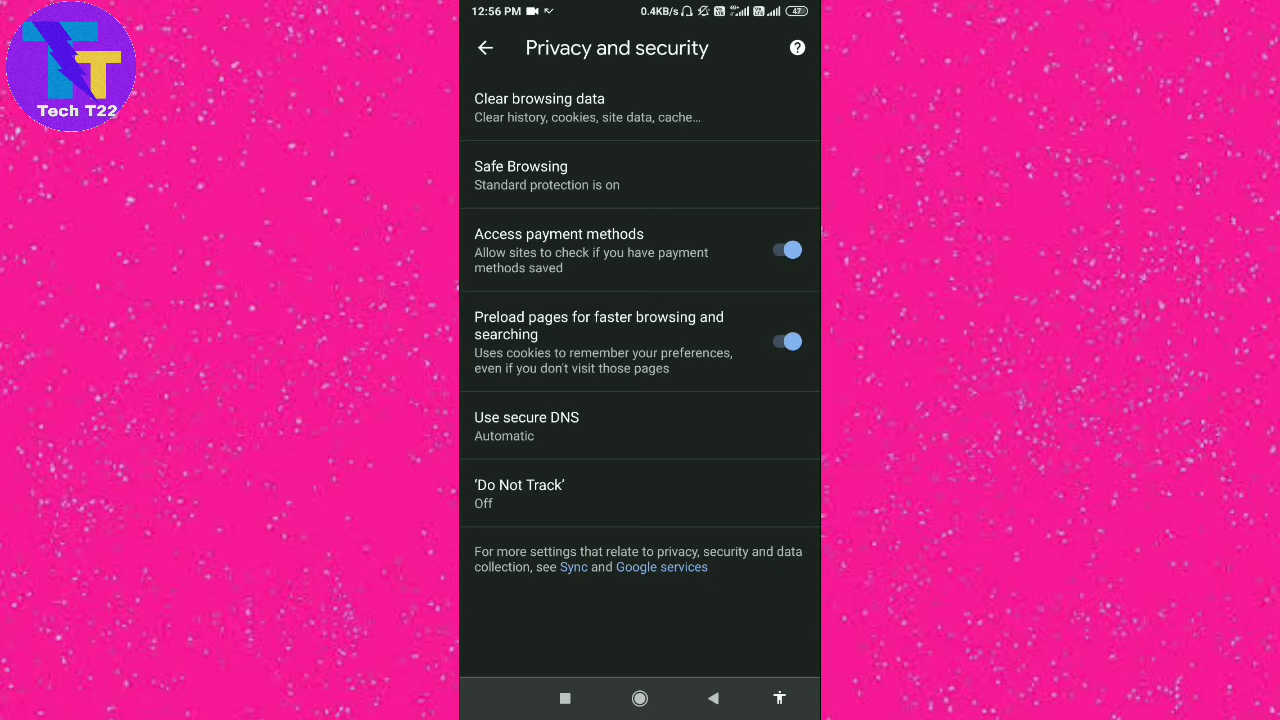 Tech T22
12:56 PM 0.4KB/s 47
Privacy and security
Clear browsing data
Clear history, cookies, site data, cache...
Safe Browsing
Standard protection is on
Access payment methods
Allow sites to check if you have payment
methods saved
Preload pages for faster browsing and
searching
Uses cookies to remember your preferences,
even if you don't visit those pages
Use secure DNS
Automatic
‘Do Not Track’
Off
For more settings that relate to privacy, security and data
collection, see Sync and Google services